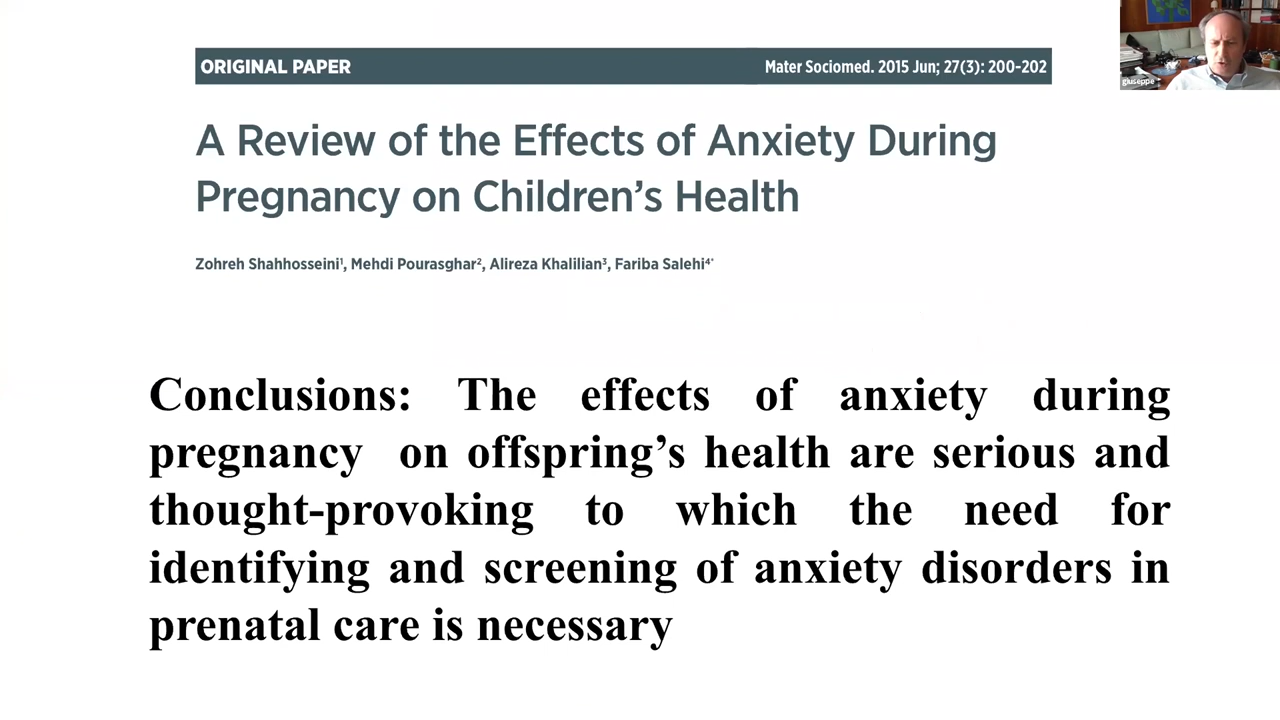 ORIGINAL PAPER Mater Sociomed. 2015 Jun; 27(3): 200-202
giuseppe
A Review of the Effects of Anxiety During
Pregnancy on Children’s Health
Zohreh Shahhosseini¹, Mehdi Pourasghar², Alireza Khalilian³, Fariba Salehi⁴*
Conclusions: The effects of anxiety during
pregnancy on offspring’s health are serious and
thought-provoking to which the need for
identifying and screening of anxiety disorders in
prenatal care is necessary